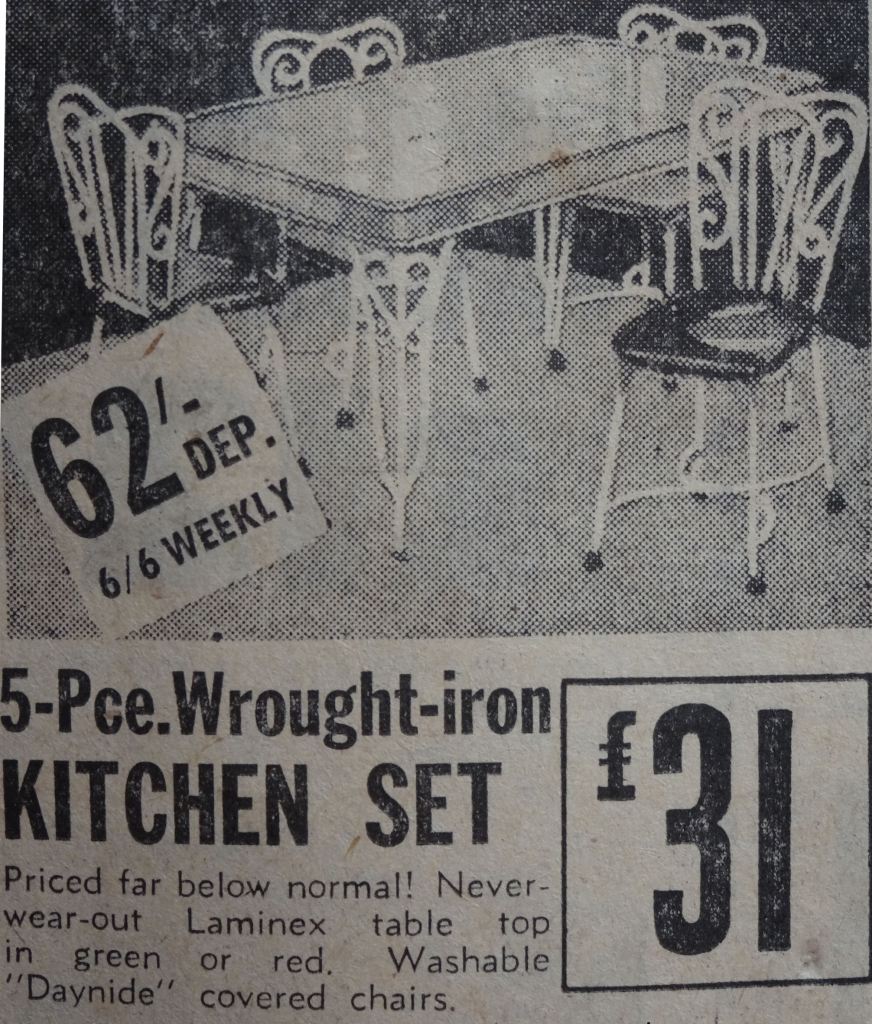 62/- DEP.
6/6 WEEKLY
5-Pce. Wrought-iron
KITCHEN SET
£31
Priced far below normal! Never-
wear-out Laminex table top
in green or red. Washable
"Daynide" covered chairs.